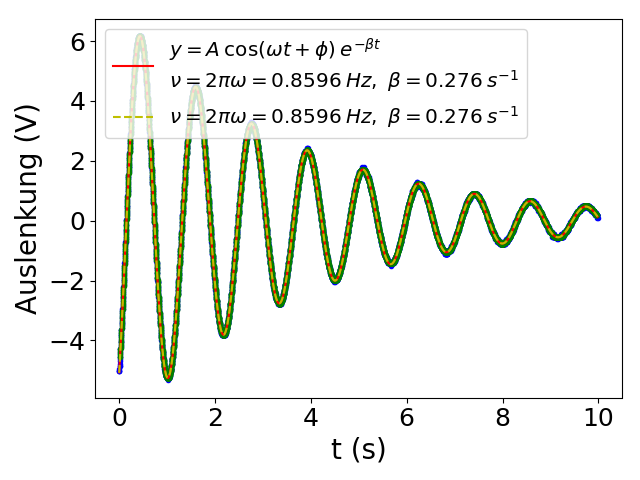 y = A cos(ωt + ϕ) e^{−βt}
ν = 2πω = 0.8596 Hz, β = 0.276 s^{−1}
ν = 2πω = 0.8596 Hz, β = 0.276 s^{−1}
Auslenkung (V)
6
4
2
0
−2
−4
0 2 4 6 8 10
t (s)